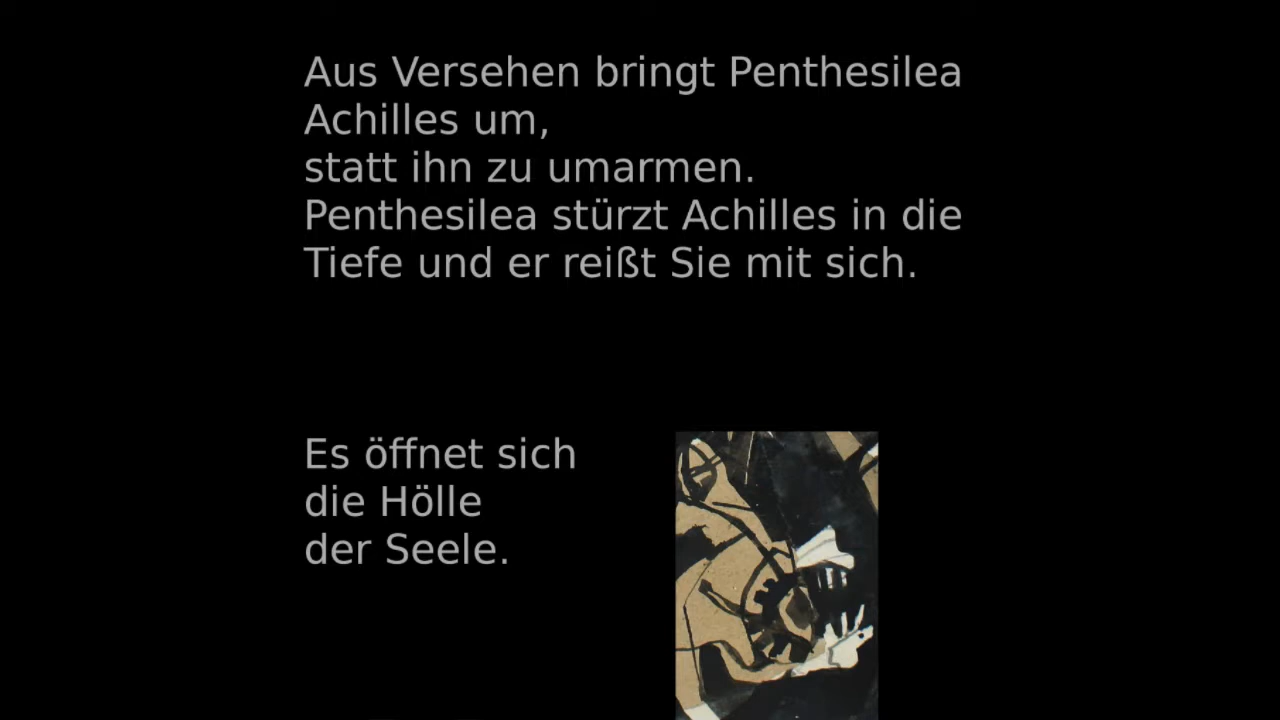 Aus Versehen bringt Penthesilea
Achilles um,
statt ihn zu umarmen.
Penthesilea stürzt Achilles in die
Tiefe und er reißt Sie mit sich.
Es öffnet sich
die Hölle
der Seele.